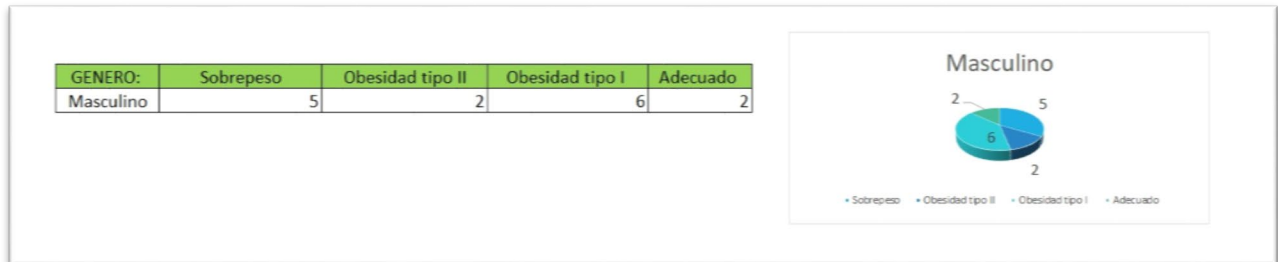 GENERO: Sobrepeso Obesidad tipo II Obesidad tipo I Adecuado
Masculino 5 2 6 2
Masculino
2 5
6
2
Sobrepeso Obesidad tipo II Obesidad tipo I Adecuado